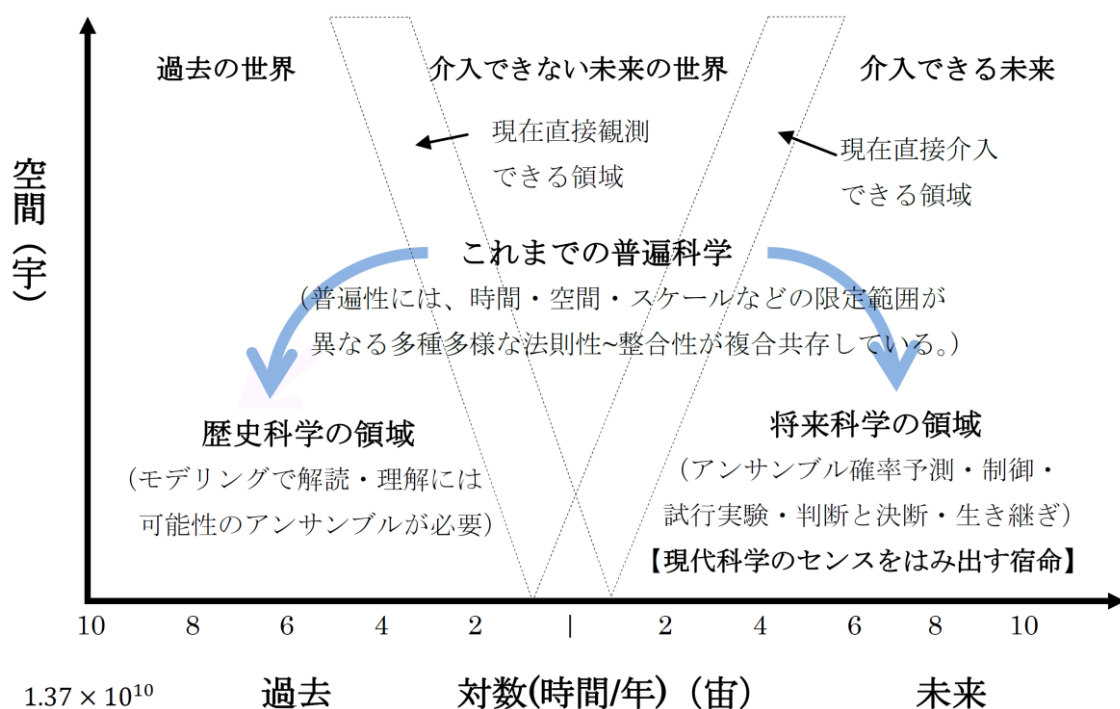 過去の世界
介入できない未来の世界
介入できる未来
現在直接観測
できる領域
現在直接介入
できる領域
空間（宇）
これまでの普遍科学
（普遍性には、時間・空間・スケールなどの限定範囲が
異なる多種多様な法則性~整合性が複合共存している。）
歴史科学の領域
（モデリングで解読・理解には
可能性のアンサンブルが必要）
将来科学の領域
（アンサンブル確率予測・制御・
試行実験・判断と決断・生き継ぎ）
【現代科学のセンスをはみ出す宿命】
10 8 6 4 2 | 2 4 6 8 10
1.37 × 10¹⁰
過去 対数(時間/年)（宙） 未来